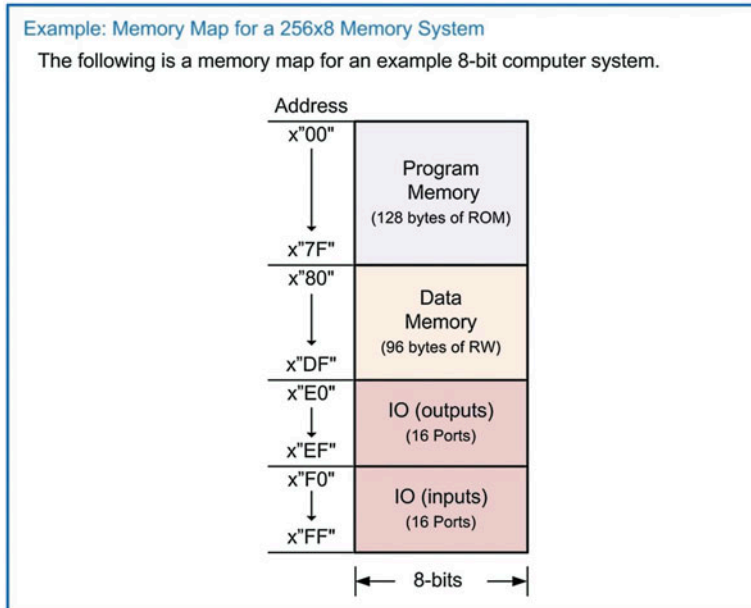 Example: Memory Map for a 256x8 Memory System
The following is a memory map for an example 8-bit computer system.
Address
x"00"
Program
Memory
(128 bytes of ROM)
x"7F"
x"80"
Data
Memory
(96 bytes of RW)
x"DF"
x"E0"
IO (outputs)
(16 Ports)
x"EF"
x"F0"
IO (inputs)
(16 Ports)
x"FF"
8-bits